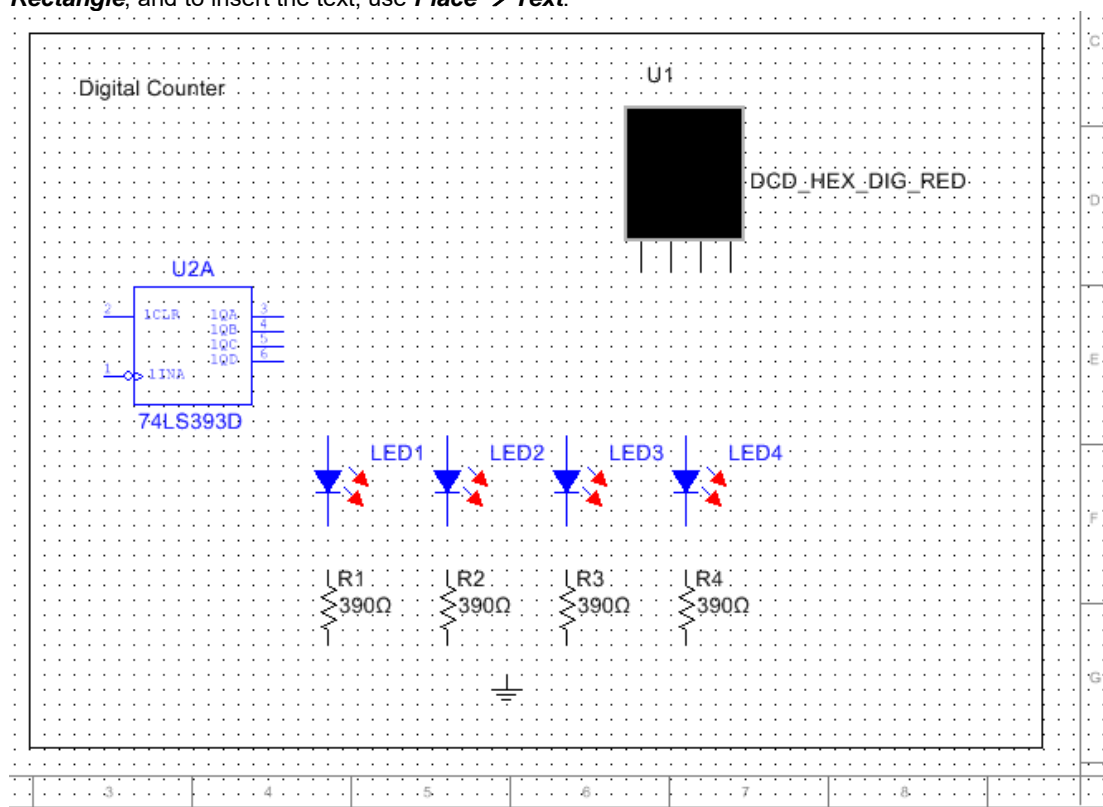 Rectangle, and to insert the text, use Place → Text.
C
Digital Counter
U1
DCD_HEX_DIG_RED
D
U2A
2 1CLR 1QA 3
1QB 4
1QC 5
1QD 6
E
1 1INA
74LS393D
LED1 LED2 LED3 LED4
F
R1 R2 R3 R4
390Ω 390Ω 390Ω 390Ω
G
3 4 5 6 7 8